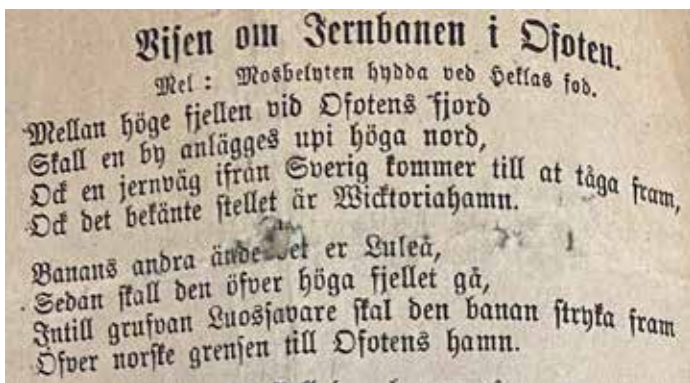 Visen om Jernbanen i Ofoten.
Mel: Mosbelupten hydda ved Heklas fod.
Mellan höge fjellen vid Ofotens fjord
Skall en by anlägges upi höga nord,
Ock en jernväg ifrån Sverig kommer till at tåga fram,
Ock det bekänte stellet är Wicktoriahamn.
Banans andra ände er Luleå,
Sedan skall den öfver höga fjellet gå,
Intill grufvan Luosjavare skal den banan stryka fram
Öfver norske grensen till Ofotens hamn.